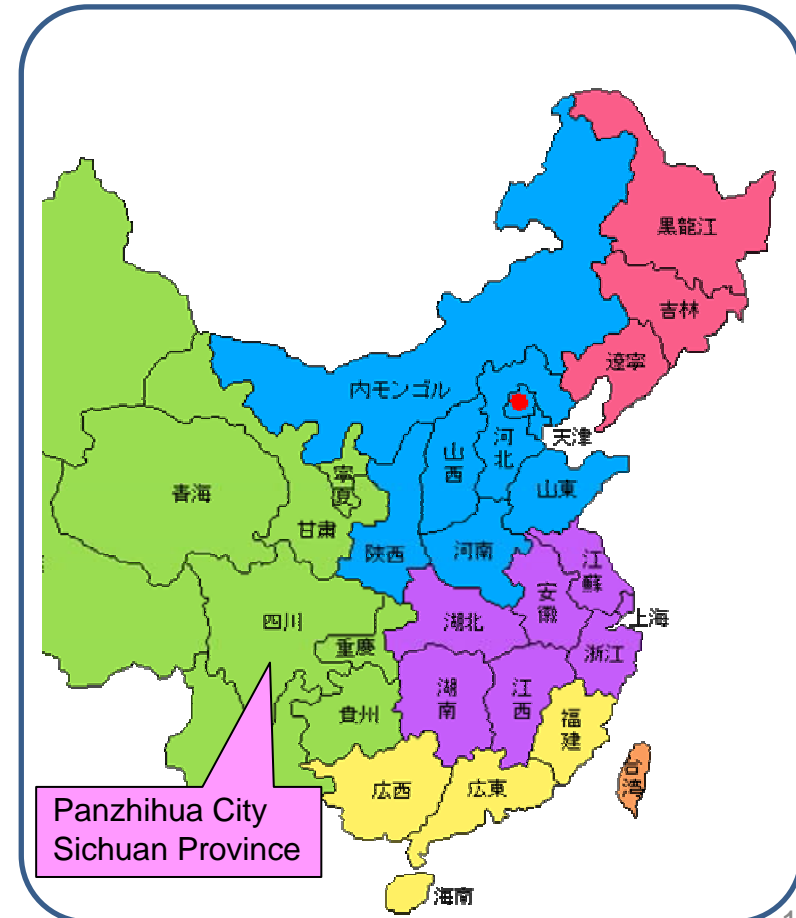 黒龍江
吉林
遼寧
内モンゴル
天津
河北
山西
山東
寧夏
青海
甘粛
陝西
河南
江蘇
安徽
上海
四川
湖北
重慶
浙江
湖南
江西
貴州
福建
台湾
広西
広東
海南
Panzhihua City
Sichuan Province